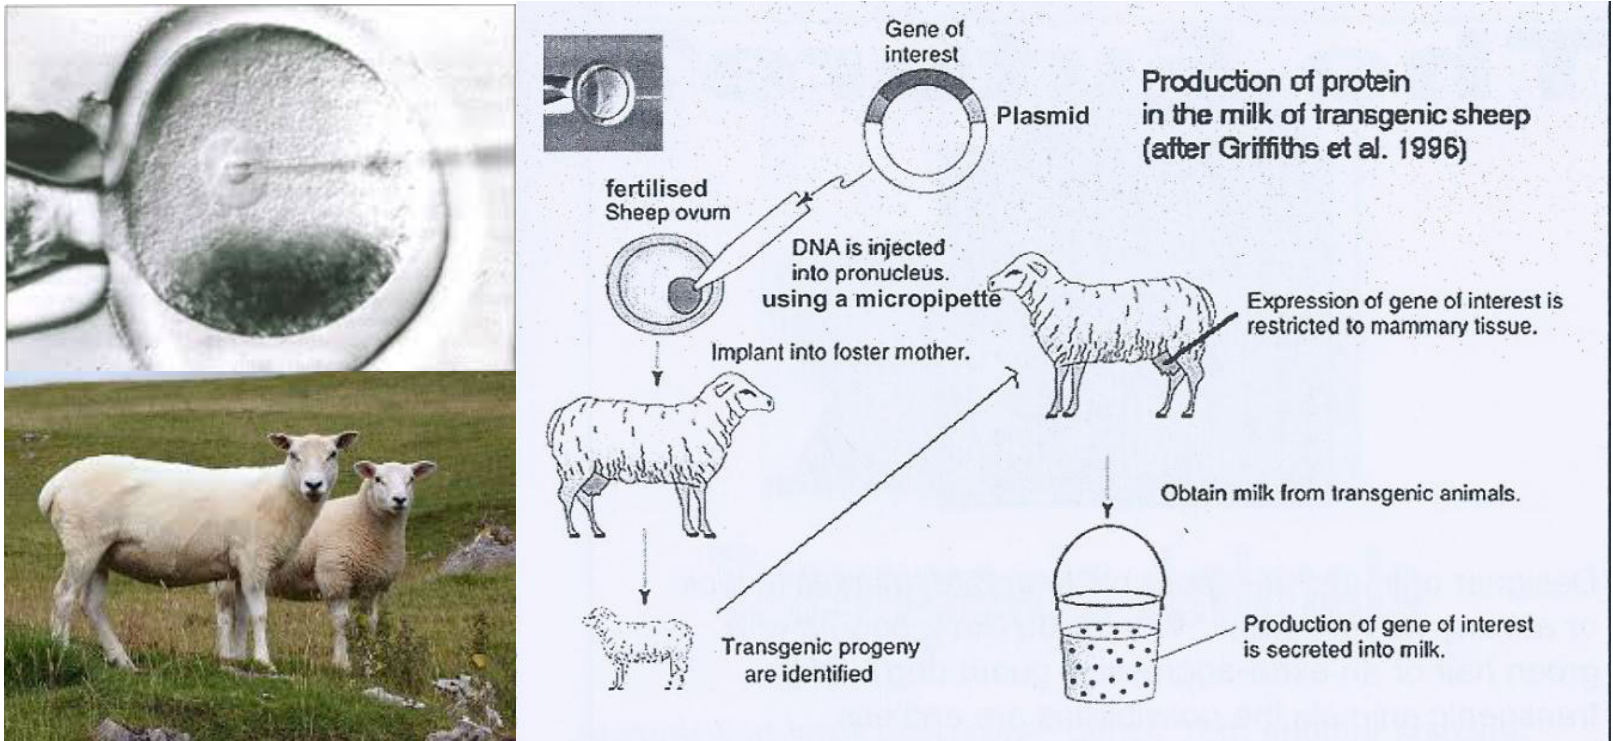 Gene of
interest
Plasmid
Production of protein
in the milk of transgenic sheep
(after Griffiths et al. 1996)
fertilised
Sheep ovum
DNA is injected
into pronucleus.
using a micropipette
Implant into foster mother.
Expression of gene of interest is
restricted to mammary tissue.
Transgenic progeny
are identified
Obtain milk from transgenic animals.
Production of gene of interest
is secreted into milk.